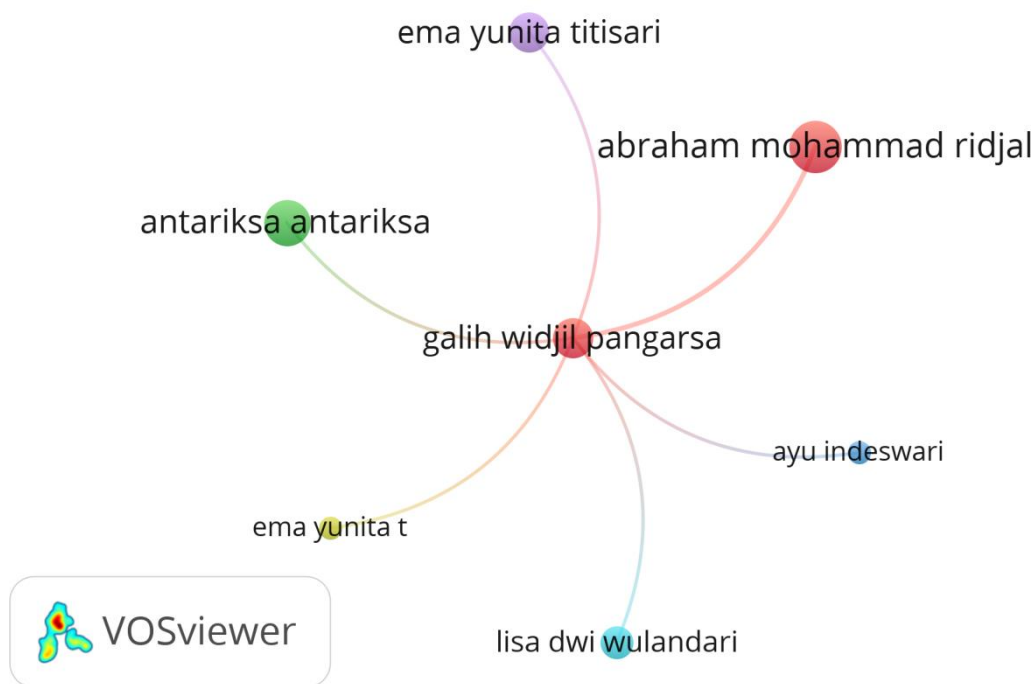 ema yunita titisari
abraham mohammad ridjal
antariksa antariksa
galih widjil pangarsa
ayu indeswari
ema yunita t
lisa dwi wulandari
VOSviewer